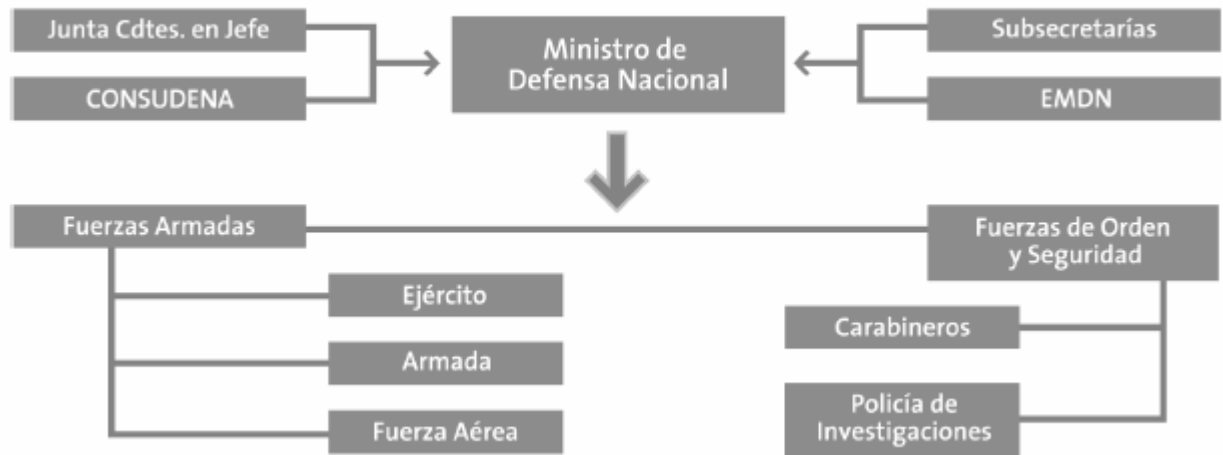 Junta Cdtes. en Jefe
CONSUDENA
Ministro de
Defensa Nacional
Subsecretarías
EMDN
Fuerzas Armadas
Ejército
Armada
Fuerza Aérea
Fuerzas de Orden
y Seguridad
Carabineros
Policía de
Investigaciones